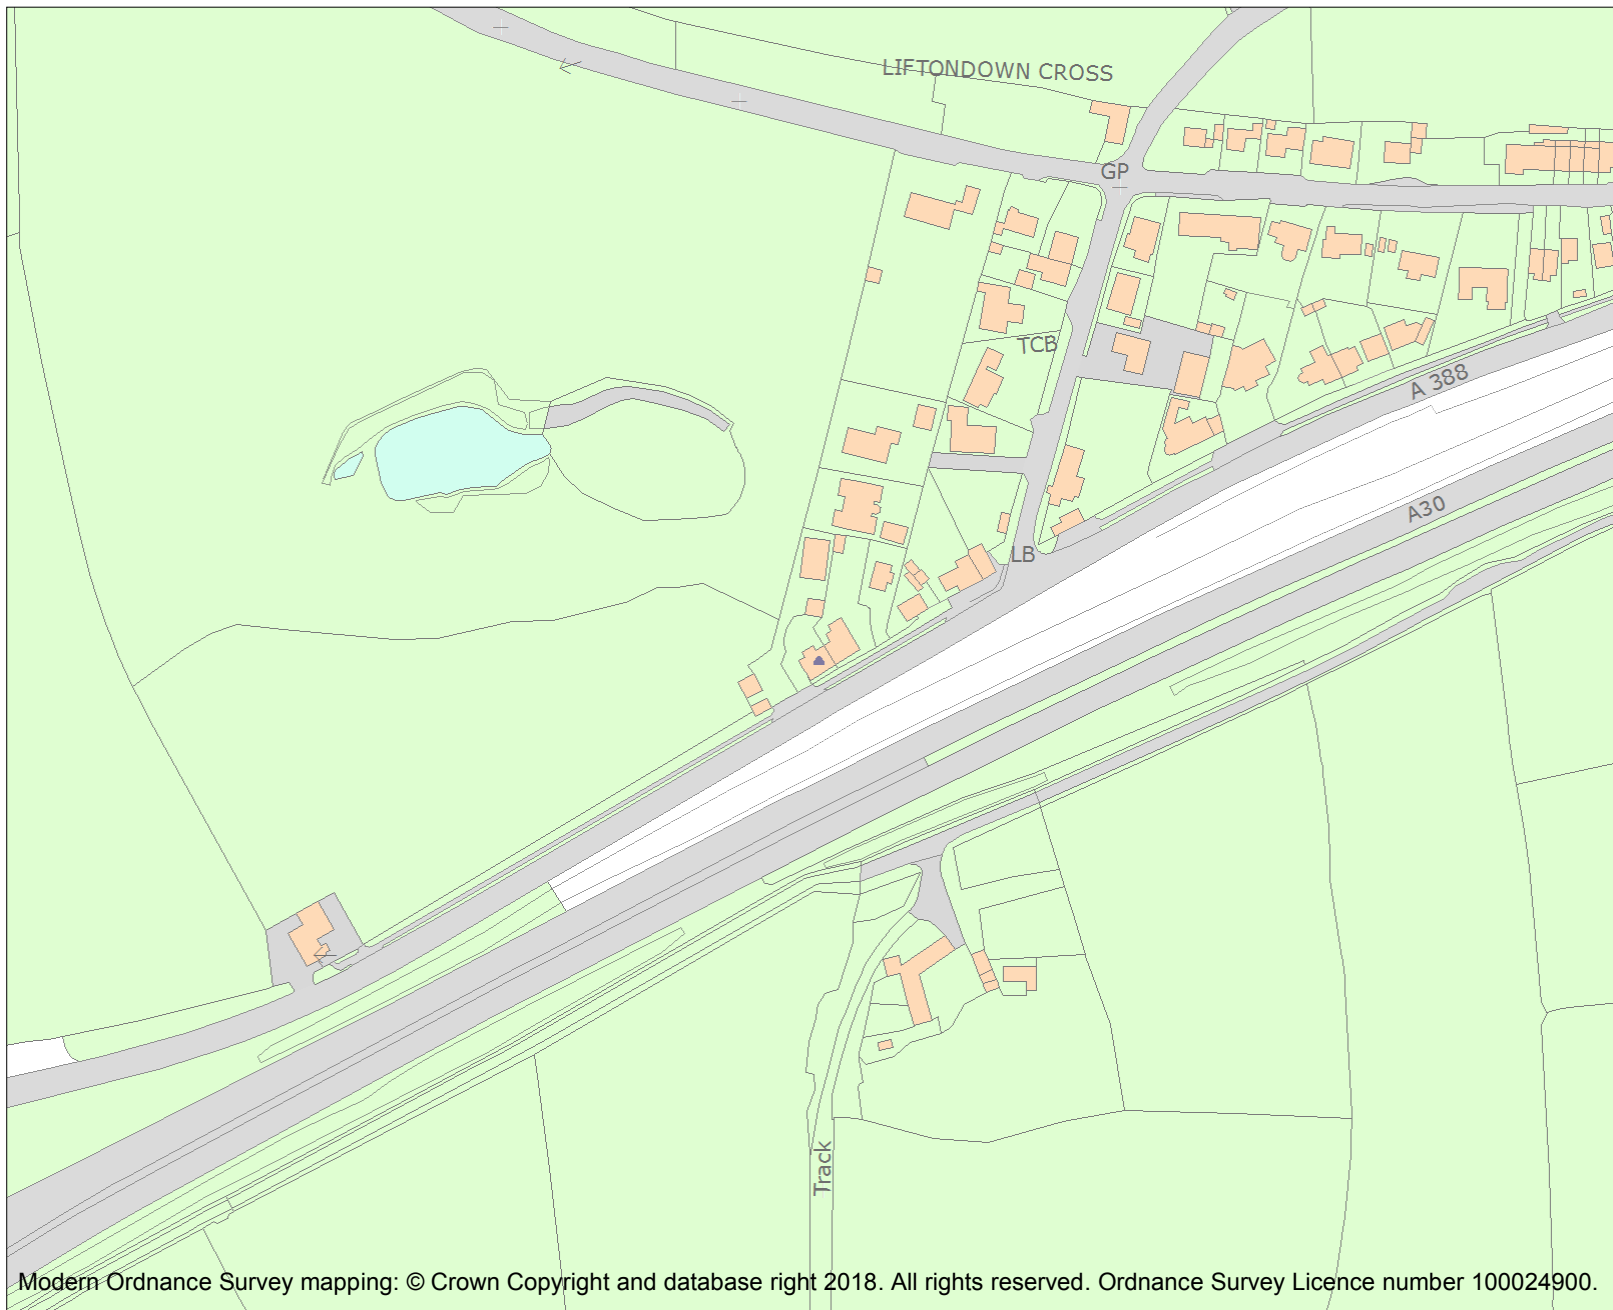 LIFTONDOWN CROSS
GP
TCB
A 388
A30
LB
Track
Modern Ordnance Survey mapping: © Crown Copyright and database right 2018. All rights reserved. Ordnance Survey Licence number 100024900.